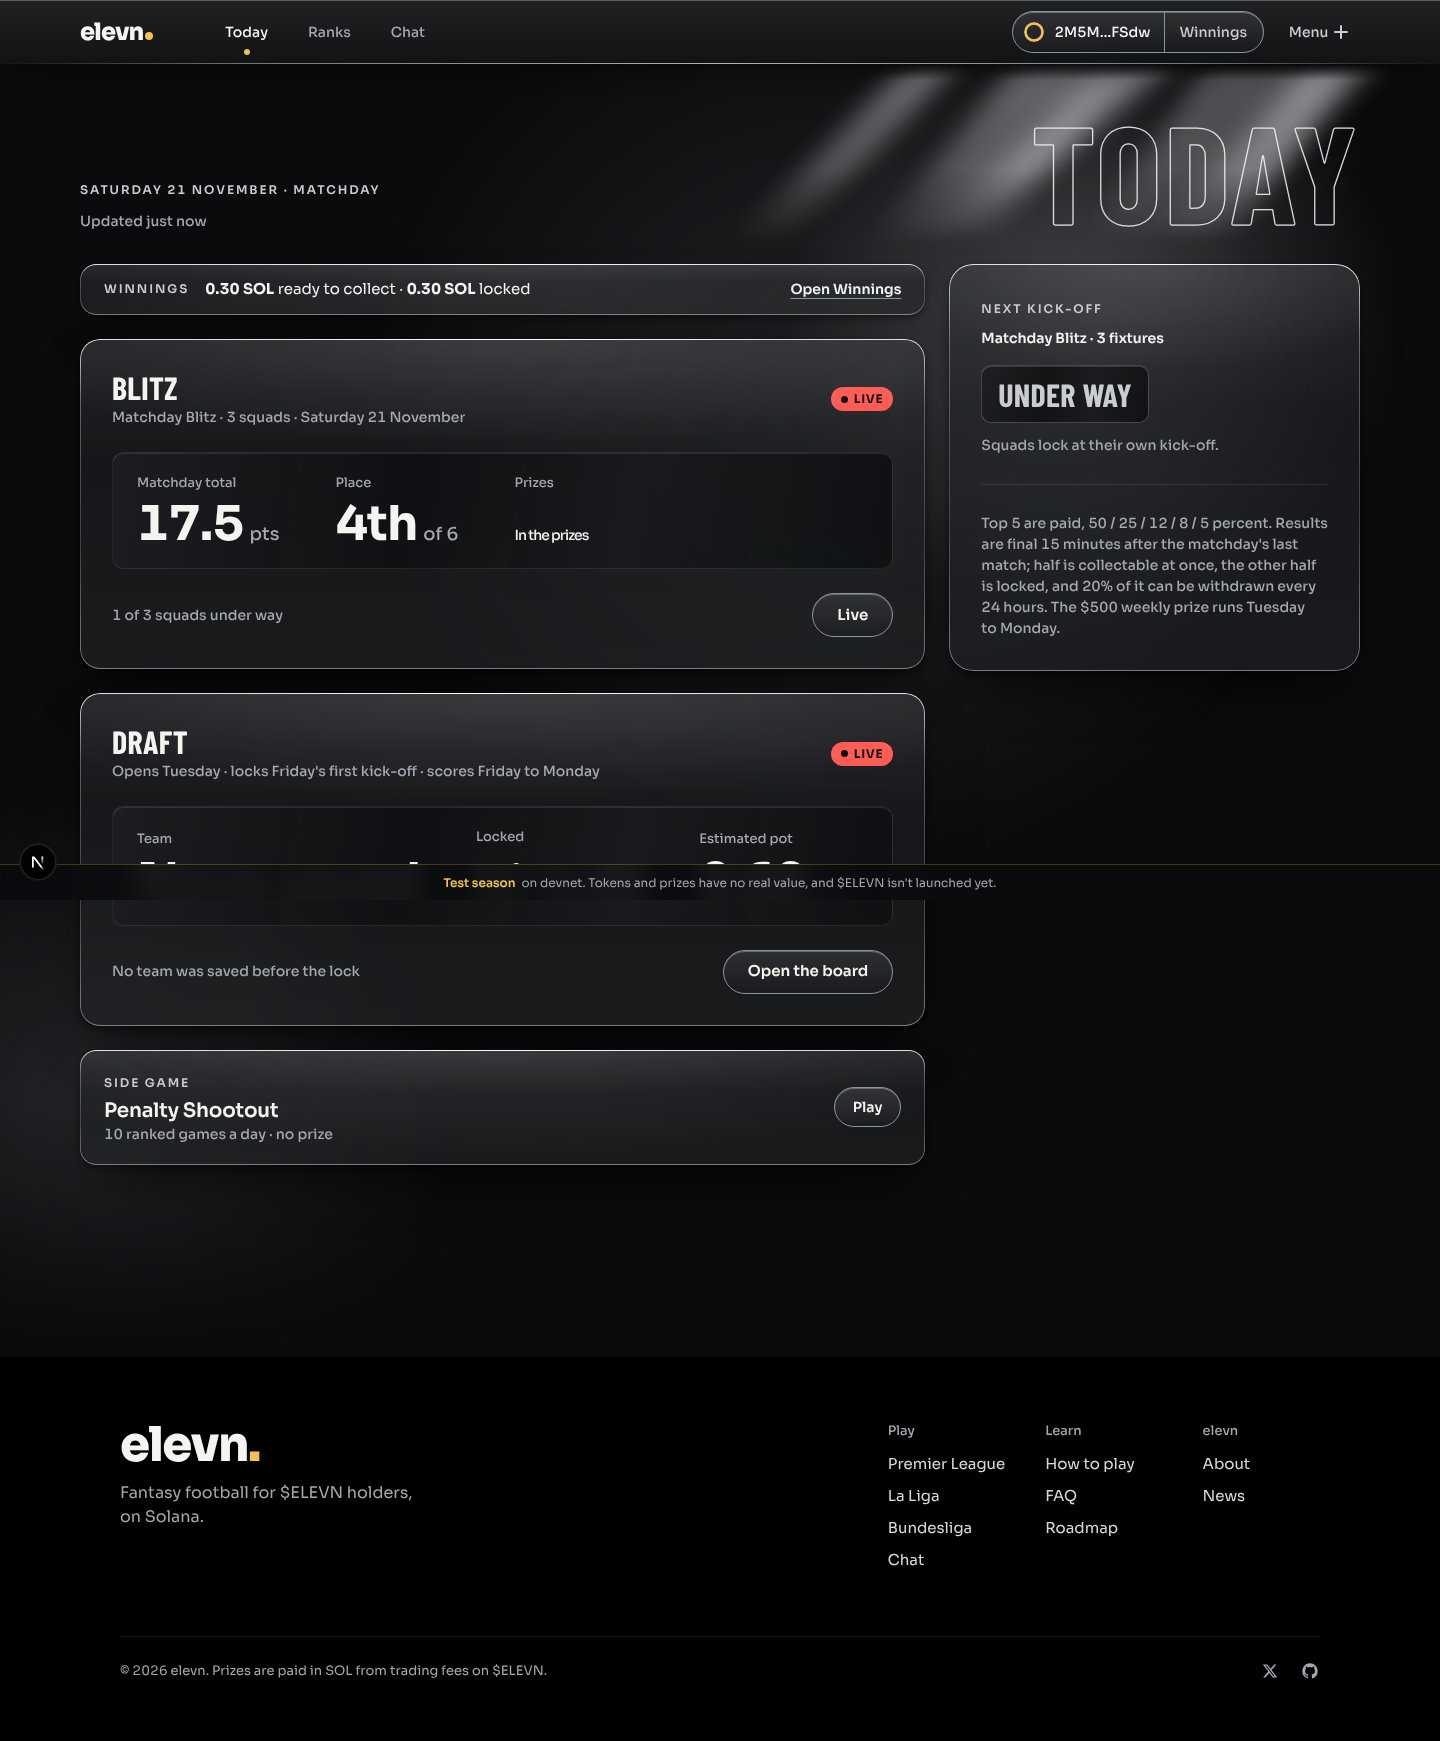 elevn.
Today
Ranks
Chat
2M5M...FSdw
Winnings
Menu
TODAY
SATURDAY 21 NOVEMBER · MATCHDAY
Updated just now
WINNINGS 0.30 SOL ready to collect · 0.30 SOL locked
Open Winnings
BLITZ
Matchday Blitz · 3 squads · Saturday 21 November
LIVE
Matchday total
17.5 pts
Place
4th of 6
Prizes
In the prizes
1 of 3 squads under way
Live
NEXT KICK-OFF
Matchday Blitz · 3 fixtures
UNDER WAY
Squads lock at their own kick-off.
Top 5 are paid, 50 / 25 / 12 / 8 / 5 percent. Results
are final 15 minutes after the matchday's last
match; half is collectable at once, the other half
is locked, and 20% of it can be withdrawn every
24 hours. The $500 weekly prize runs Tuesday
to Monday.
DRAFT
Opens Tuesday · locks Friday's first kick-off · scores Friday to Monday
LIVE
Team
Locked
Estimated pot
N
Test season on devnet. Tokens and prizes have no real value, and $ELEVN isn't launched yet.
No team was saved before the lock
Open the board
SIDE GAME
Penalty Shootout
10 ranked games a day · no prize
Play
elevn.
Fantasy football for $ELEVN holders,
on Solana.
Play
Premier League
La Liga
Bundesliga
Chat
Learn
How to play
FAQ
Roadmap
elevn
About
News
© 2026 elevn. Prizes are paid in SOL from trading fees on $ELEVN.